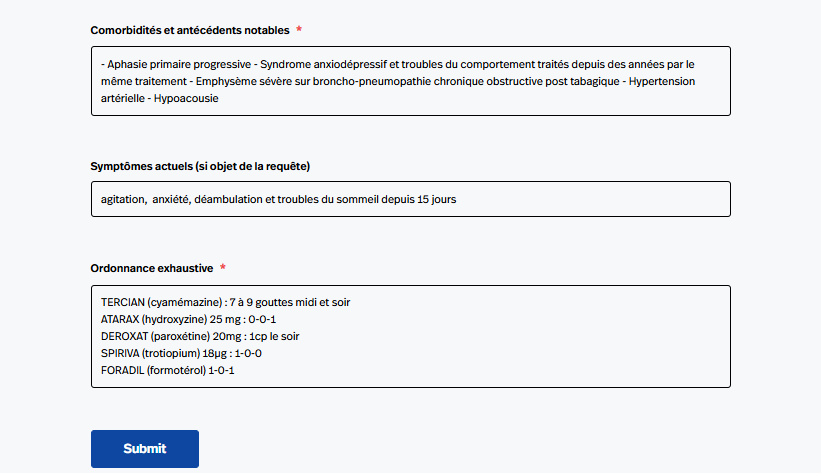 Comorbidités et antécédents notables *
- Aphasie primaire progressive - Syndrome anxiodépressif et troubles du comportement traités depuis des années par le
même traitement - Emphysème sévère sur broncho-pneumopathie chronique obstructive post tabagique - Hypertension
artérielle - Hypoacousie
Symptômes actuels (si objet de la requête)
agitation,  anxiété, déambulation et troubles du sommeil depuis 15 jours
Ordonnance exhaustive *
TERCIAN (cyamémazine) : 7 à 9 gouttes midi et soir
ATARAX (hydroxyzine) 25 mg : 0-0-1
DEROXAT (paroxétine) 20mg : 1cp le soir
SPIRIVA (trotiopium) 18µg : 1-0-0
FORADIL (formotérol) 1-0-1
Submit